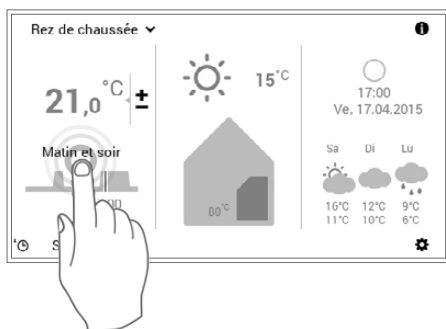 Rez de chaussée
21,0 °C ±
Matin et soir
15°C
80°C
17:00
Ve, 17.04.2015
Sa Di Lu
16°C 12°C 9°C
11°C 10°C 6°C